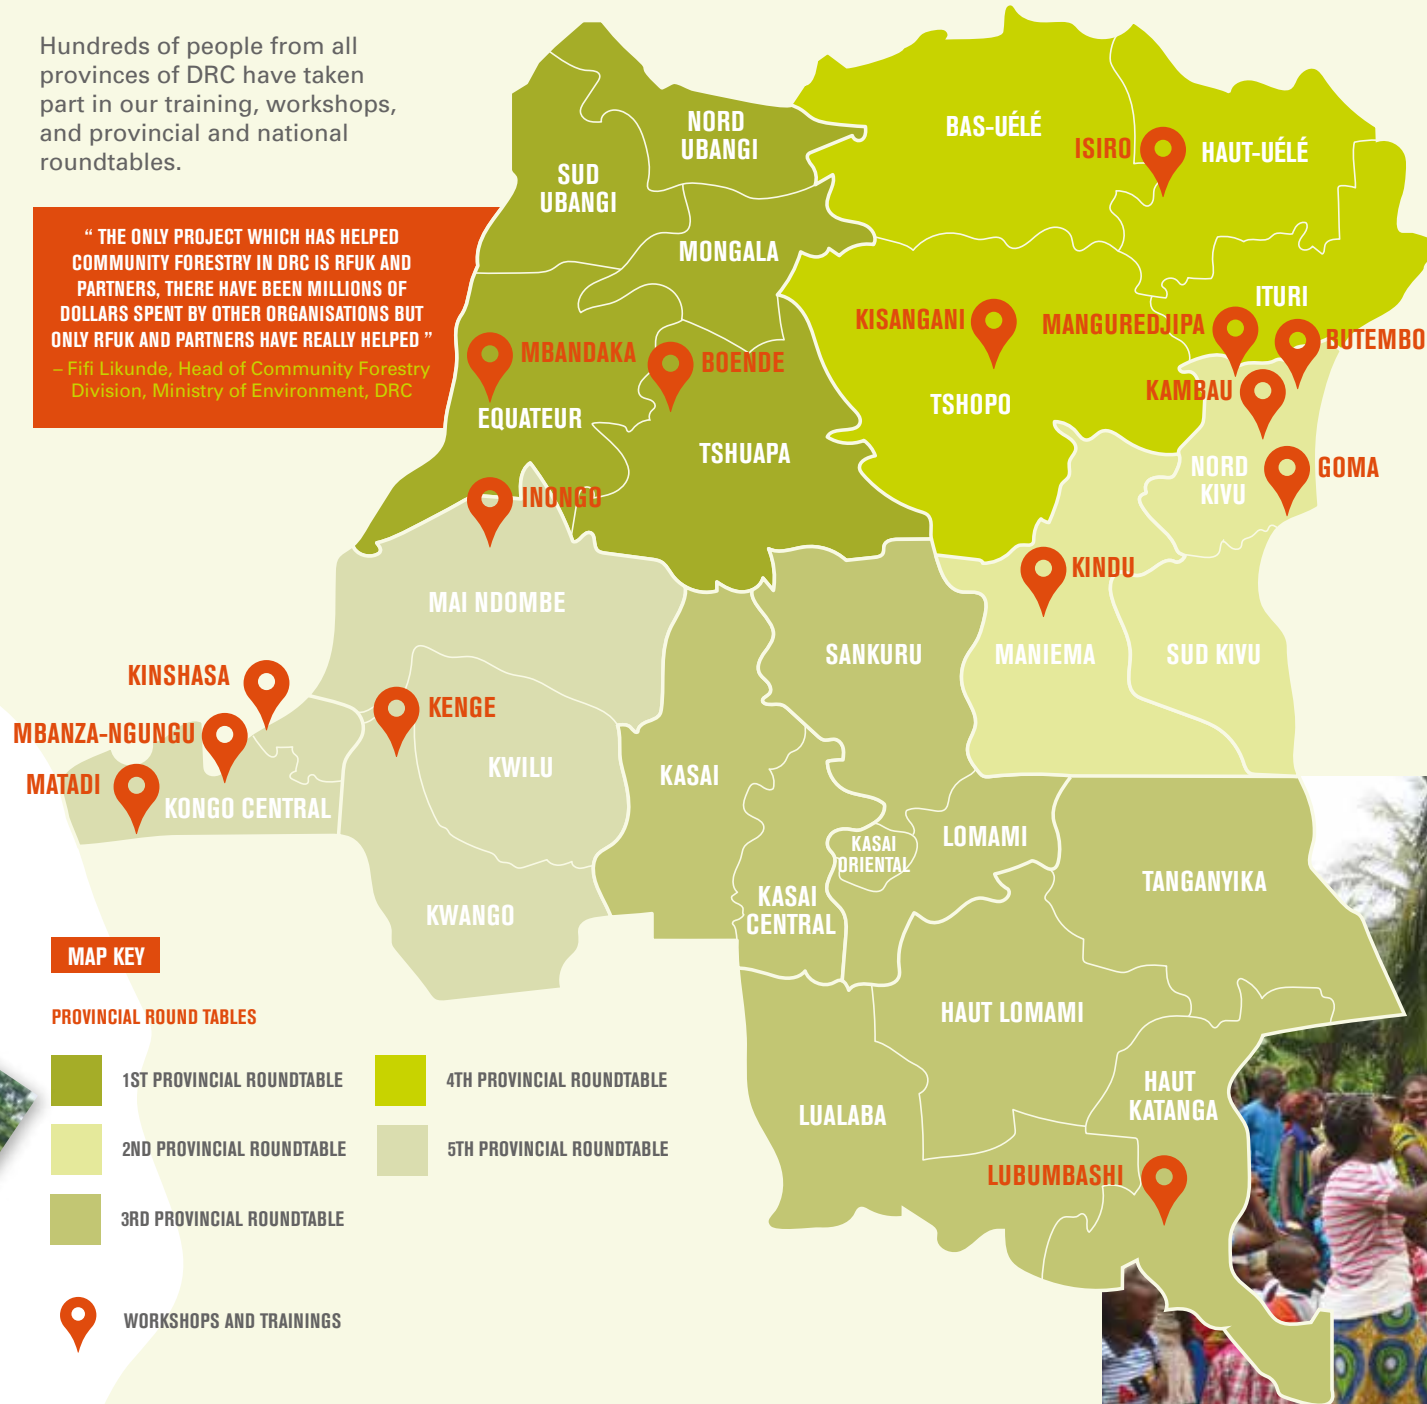 Hundreds of people from all
provinces of DRC have taken
part in our training, workshops,
and provincial and national
roundtables.
“ THE ONLY PROJECT WHICH HAS HELPED
COMMUNITY FORESTRY IN DRC IS RFUK AND
PARTNERS, THERE HAVE BEEN MILLIONS OF
DOLLARS SPENT BY OTHER ORGANISATIONS BUT
ONLY RFUK AND PARTNERS HAVE REALLY HELPED ”
– Fifi Likunde, Head of Community Forestry
Division, Ministry of Environment, DRC
NORD
UBANGI
SUD
UBANGI
MONGALA
BAS-UÉLÉ
ISIRO
HAUT-UÉLÉ
ITURI
KISANGANI
MANGUREDJIPA
BUTEMBO
MBANDAKA
BOENDE
KAMBAU
EQUATEUR
TSHOPO
TSHUAPA
NORD
KIVU
GOMA
INONGO
KINDU
MAI NDOMBE
SANKURU
MANIEMA
SUD KIVU
KINSHASA
KENGE
MBANZA-NGUNGU
MATADI
KWILU
KASAI
KONGO CENTRAL
KASAI
ORIENTAL
LOMAMI
TANGANYIKA
KASAI
CENTRAL
KWANGO
HAUT LOMAMI
HAUT
KATANGA
LUALABA
LUBUMBASHI
MAP KEY
PROVINCIAL ROUND TABLES
1ST PROVINCIAL ROUNDTABLE
4TH PROVINCIAL ROUNDTABLE
2ND PROVINCIAL ROUNDTABLE
5TH PROVINCIAL ROUNDTABLE
3RD PROVINCIAL ROUNDTABLE
WORKSHOPS AND TRAININGS